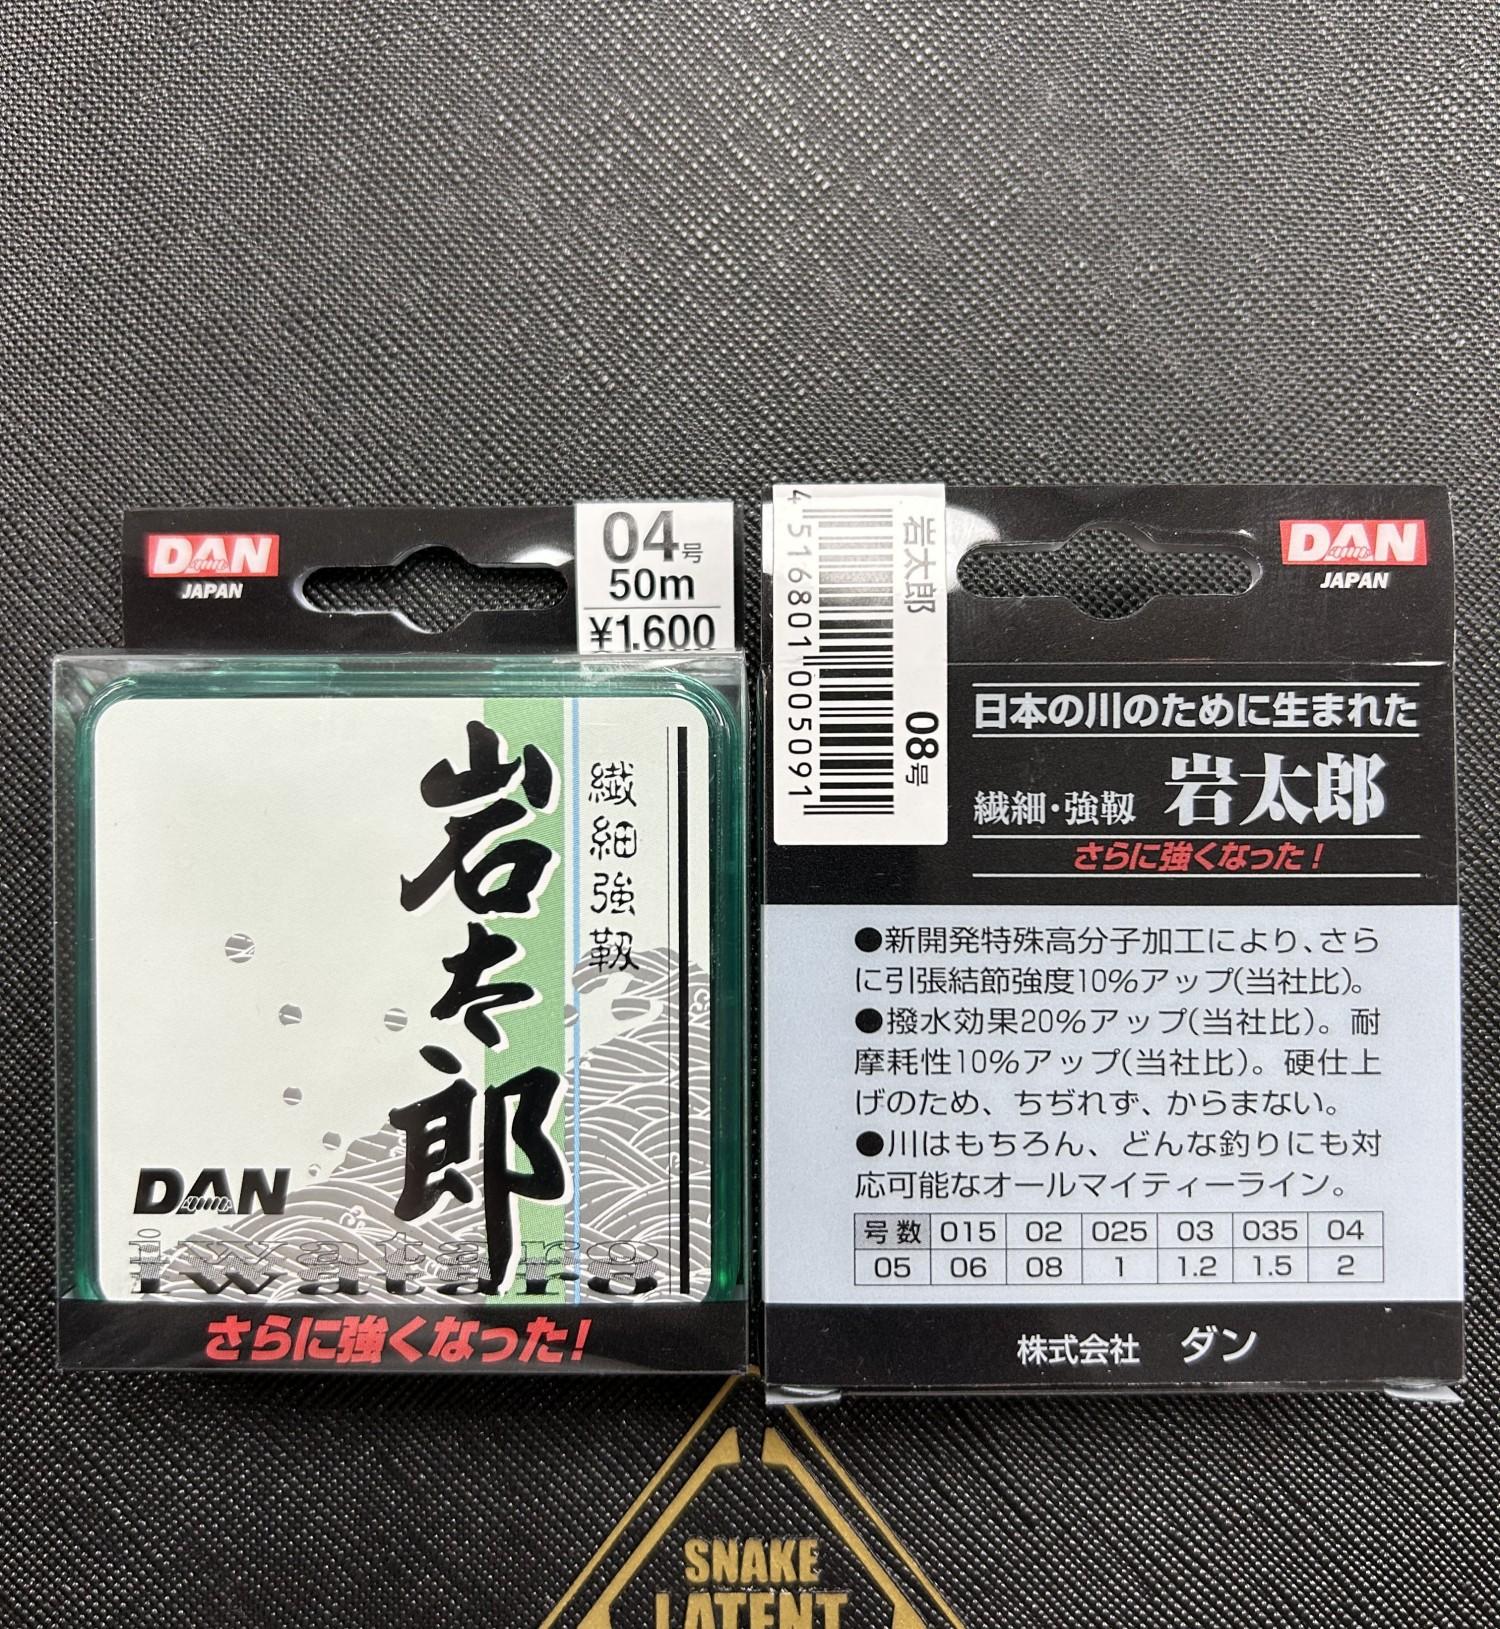 DAN
JAPAN
04号
50m
¥1,600
岩太郎
繊細強靱
DAN
iwataro
さらに強くなった!
4 516801 005091
岩太郎
08号
DAN
JAPAN
日本の川のために生まれた
繊細・強靱 岩太郎
さらに強くなった!
●新開発特殊高分子加工により、さら
に引張結節強度10%アップ(当社比)。
●撥水効果20%アップ(当社比)。耐
摩耗性10%アップ(当社比)。硬仕上
げのため、ちぢれず、からまない。
●川はもちろん、どんな釣りにも対
応可能なオールマイティーライン。
号数 015 02 025 03 035 04
05 06 08 1 1.2 1.5 2
株式会社 ダン
SNAKE
LATENT